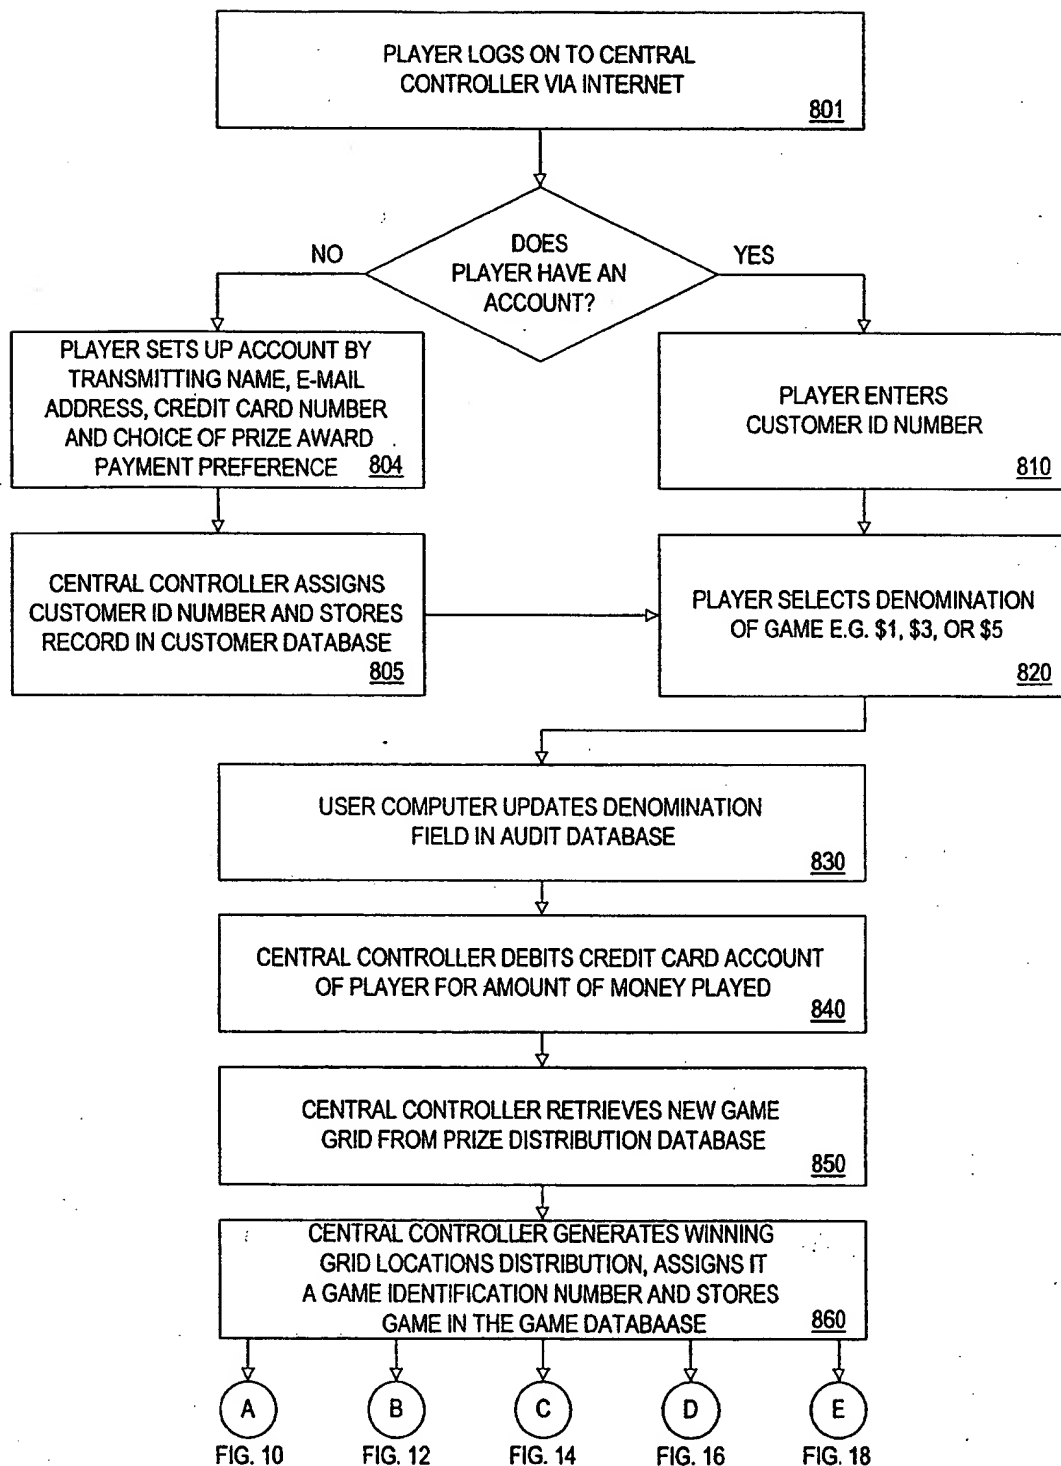 PLAYER LOGS ON TO CENTRAL
CONTROLLER VIA INTERNET
801
DOES
PLAYER HAVE AN
ACCOUNT?
NO
YES
PLAYER SETS UP ACCOUNT BY
TRANSMITTING NAME, E-MAIL
ADDRESS, CREDIT CARD NUMBER
AND CHOICE OF PRIZE AWARD
PAYMENT PREFERENCE 804
PLAYER ENTERS
CUSTOMER ID NUMBER
810
CENTRAL CONTROLLER ASSIGNS
CUSTOMER ID NUMBER AND STORES
RECORD IN CUSTOMER DATABASE
805
PLAYER SELECTS DENOMINATION
OF GAME E.G. $1, $3, OR $5
820
USER COMPUTER UPDATES DENOMINATION
FIELD IN AUDIT DATABASE
830
CENTRAL CONTROLLER DEBITS CREDIT CARD ACCOUNT
OF PLAYER FOR AMOUNT OF MONEY PLAYED
840
CENTRAL CONTROLLER RETRIEVES NEW GAME
GRID FROM PRIZE DISTRIBUTION DATABASE
850
CENTRAL CONTROLLER GENERATES WINNING
GRID LOCATIONS DISTRIBUTION, ASSIGNS IT
A GAME IDENTIFICATION NUMBER AND STORES
GAME IN THE GAME DATABAASE 860
A B C D E
FIG. 10 FIG. 12 FIG. 14 FIG. 16 FIG. 18